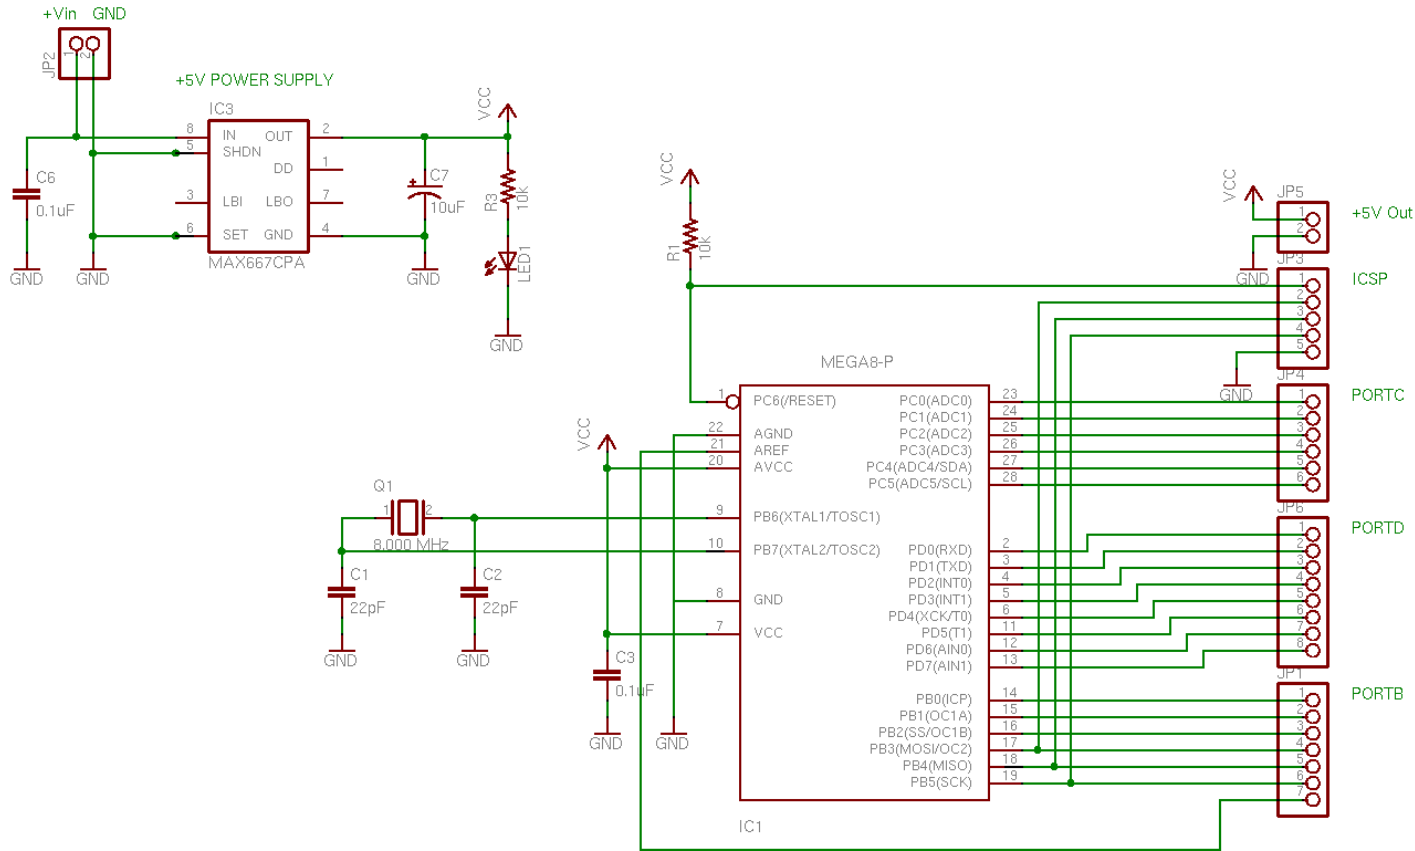 +Vin GND
JP2
1
2
+5V POWER SUPPLY
IC3
8 IN OUT 2
5 SHDN
DD 1
3 LBI LBO 7
6 SET GND 4
MAX667CPA
C6
0.1uF
GND
GND
C7
10uF
GND
VCC
R3
10k
LED1
GND
VCC
R1
10k
VCC
JP5
1
2
+5V Out
GND
JP3
1
2
3
4
5
ICSP
GND
MEGA8-P
1 PC6(/RESET)
22 AGND
21 AREF
20 AVCC
9 PB6(XTAL1/TOSC1)
10 PB7(XTAL2/TOSC2)
8 GND
7 VCC
PC0(ADC0) 23
PC1(ADC1) 24
PC2(ADC2) 25
PC3(ADC3) 26
PC4(ADC4/SDA) 27
PC5(ADC5/SCL) 28
PD0(RXD) 2
PD1(TXD) 3
PD2(INT0) 4
PD3(INT1) 5
PD4(XCK/T0) 6
PD5(T1) 11
PD6(AIN0) 12
PD7(AIN1) 13
PB0(ICP) 14
PB1(OC1A) 15
PB2(SS/OC1B) 16
PB3(MOSI/OC2) 17
PB4(MISO) 18
PB5(SCK) 19
IC1
JP4
1
2
3
4
5
6
PORTC
JP6
1
2
3
4
5
6
7
8
PORTD
JP1
1
2
3
4
5
6
7
PORTB
VCC
Q1
1 2
8.000 MHz
C1
22pF
GND
C2
22pF
GND
C3
0.1uF
GND
GND